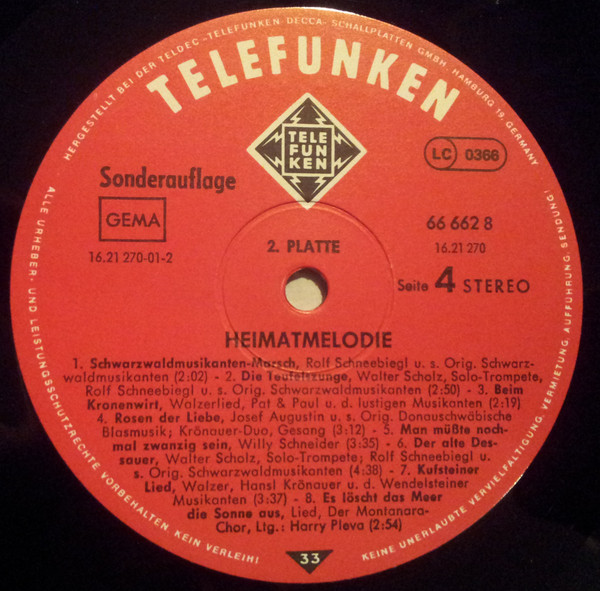 HERGESTELLT BEI DER TELDEC »TELEFUNKEN-DECCA« SCHALLPLATTEN GMBH, HAMBURG 19, GERMANY
TELEFUNKEN
TELE
FUN
KEN
LC 0366
Sonderauflage
GEMA
16.21 270-01-2
2. PLATTE
66 662 8
16.21 270
Seite 4 STEREO
HEIMATMELODIE
1. Schwarzwaldmusikanten-Marsch, Rolf Schneebiegl u. s. Orig. Schwarz-
waldmusikanten (2:02) - 2. Die Teufelszunge, Walter Scholz, Solo-Trompete,
Rolf Schneebiegl u. s. Orig. Schwarzwaldmusikanten (2:50) - 3. Beim
Kronenwirt, Walzerlied, Pat & Paul u. d. lustigen Musikanten (2:19)
4. Rosen der Liebe, Josef Augustin u. s. Orig. Donauschwäbische
Blasmusik; Krönauer-Duo, Gesang (3:12) - 5. Man müßte noch-
mal zwanzig sein, Willy Schneider (3:35) - 6. Der alte Des-
sauer, Walter Scholz, Solo-Trompete; Rolf Schneebiegl u.
s. Orig. Schwarzwaldmusikanten (4:38) - 7. Kufsteiner
Lied, Walzer, Hansl Krönauer u. d. Wendelsteiner
Musikanten (3:37) - 8. Es löscht das Meer
die Sonne aus, Lied, Der Montanara-
Chor, Ltg.: Harry Pleva (2:54)
33
ALLE URHEBER- UND LEISTUNGSSCHUTZRECHTE VORBEHALTEN. KEIN VERLEIH!
KEINE UNERLAUBTE VERVIELFÄLTIGUNG, VERMIETUNG, AUFFÜHRUNG, SENDUNG!